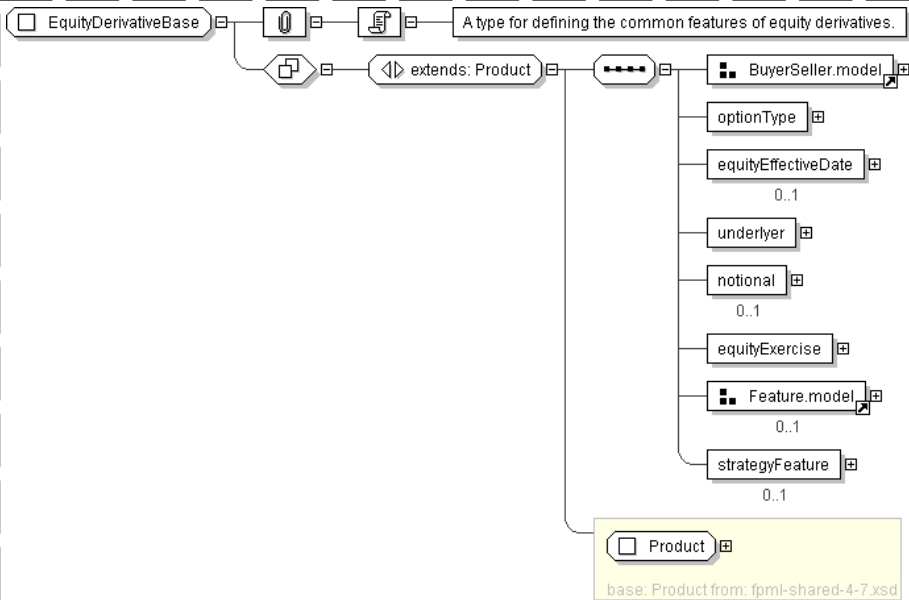 EquityDerivativeBase
A type for defining the common features of equity derivatives.
extends: Product
BuyerSeller.model
optionType
equityEffectiveDate
0..1
underlyer
notional
0..1
equityExercise
Feature.model
0..1
strategyFeature
0..1
Product
base: Product from: fpml-shared-4-7.xsd